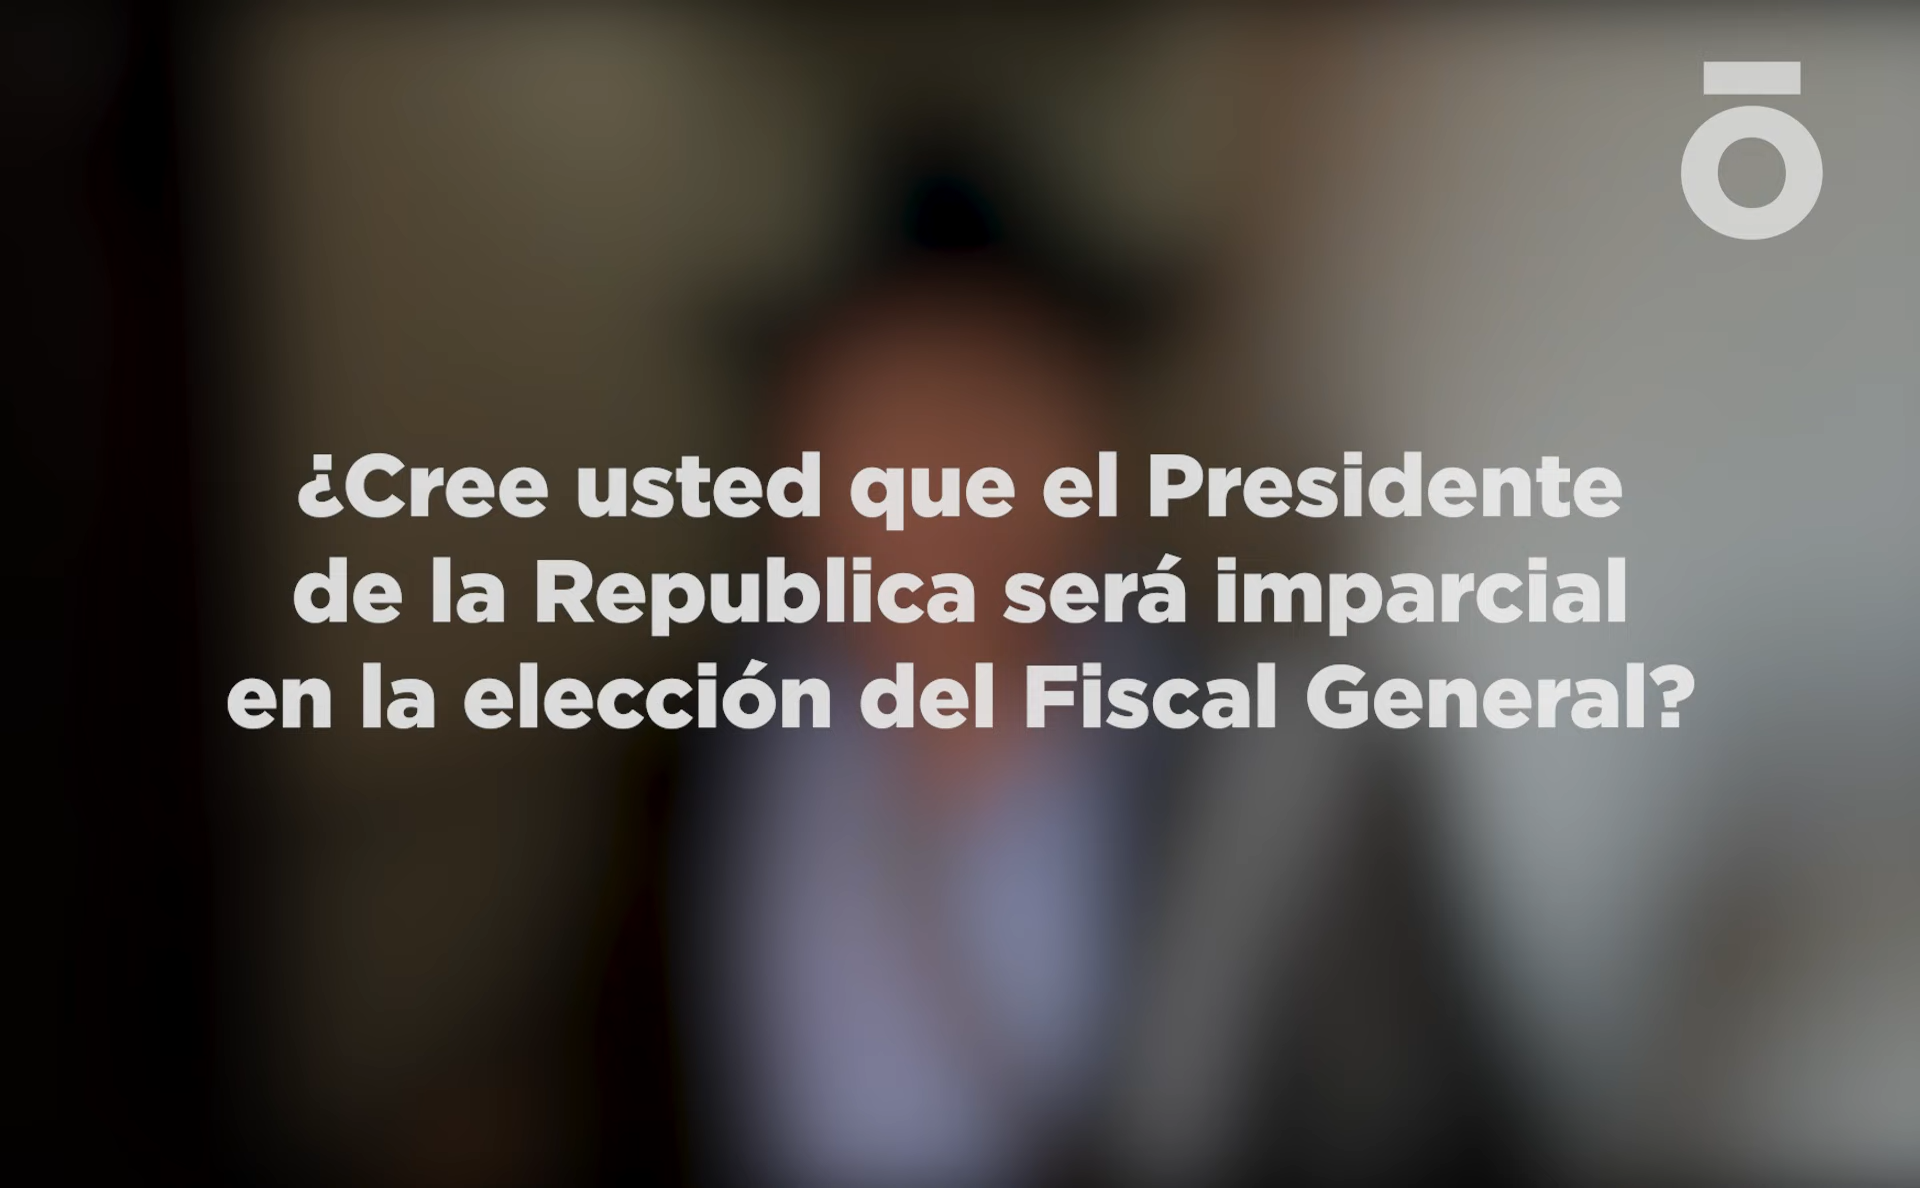 ō
¿Cree usted que el Presidente
de la Republica será imparcial
en la elección del Fiscal General?